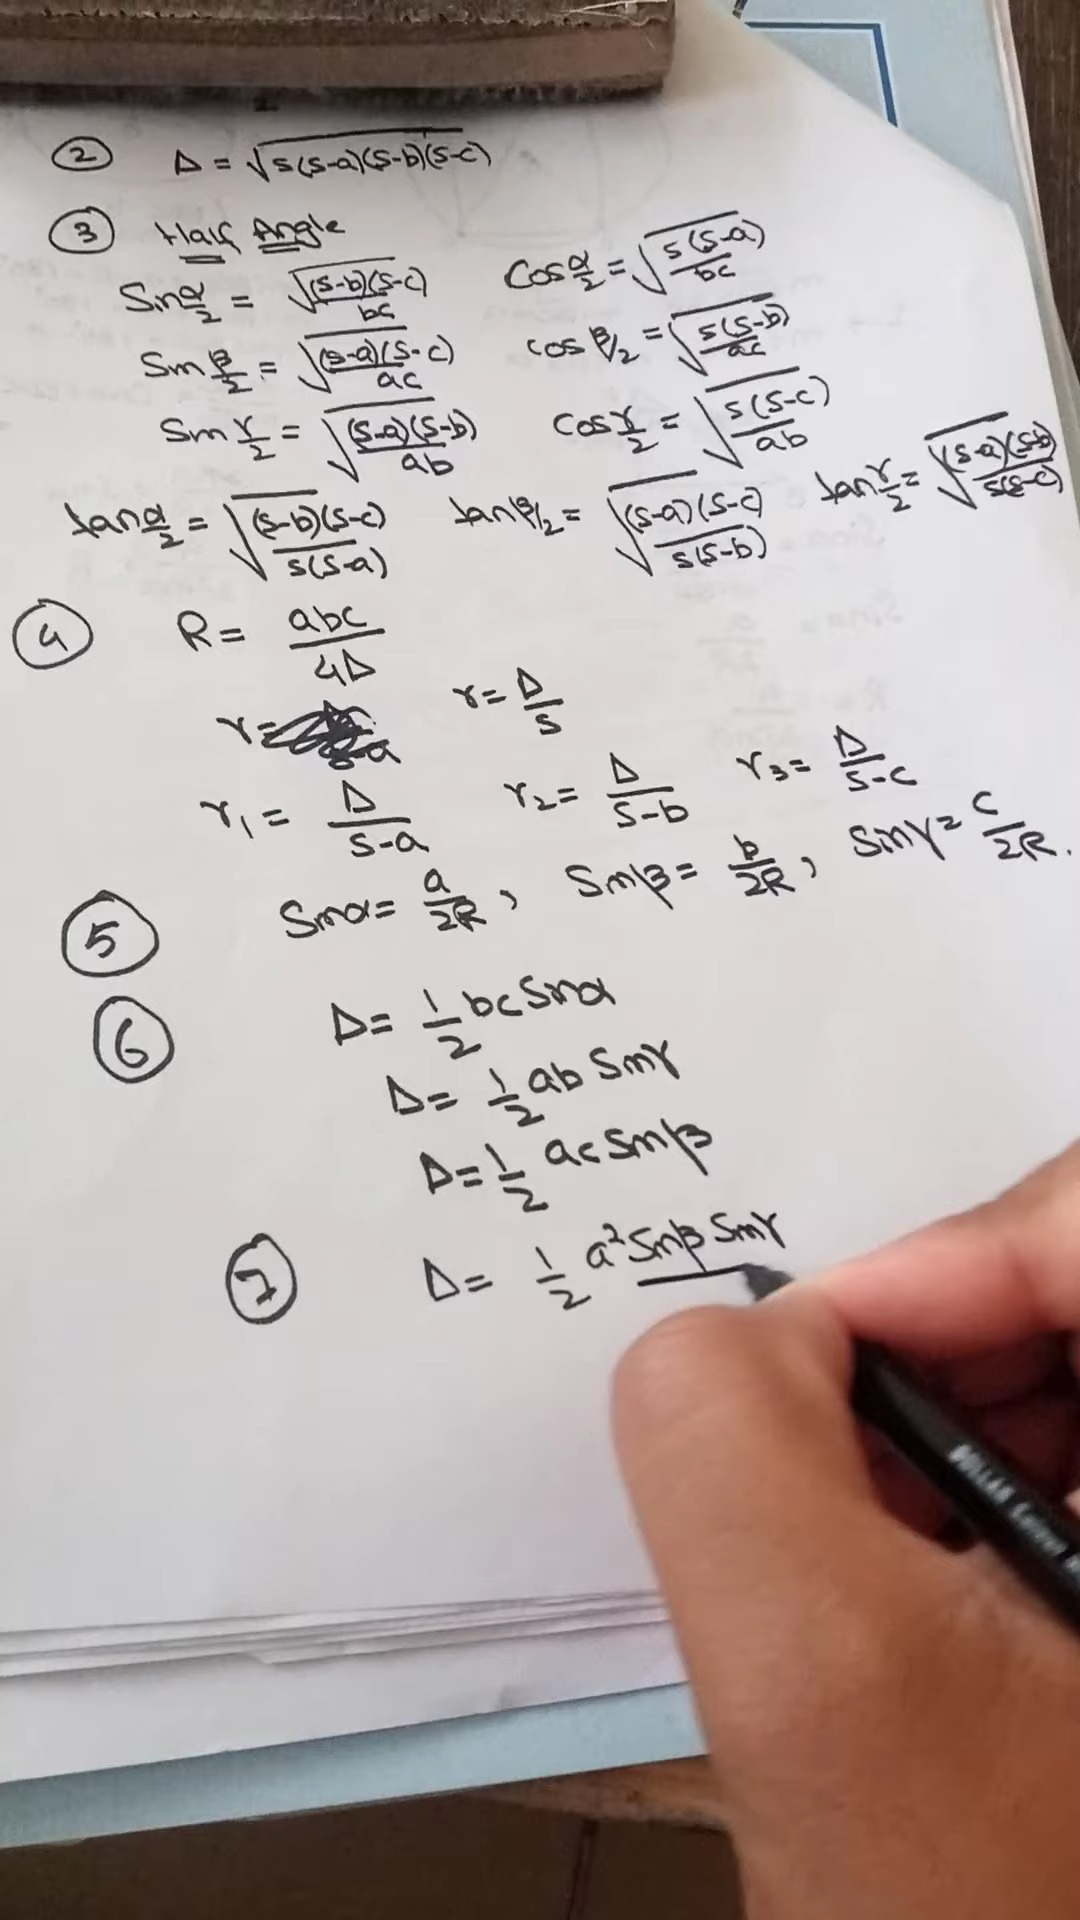 ② Δ = √s(s-a)(s-b)(s-c)
③ Half Angle
Sin α/2 = √(s-b)(s-c)/bc Cos α/2 = √s(s-a)/bc
Sin β/2 = √(s-a)(s-c)/ac cos β/2 = √s(s-b)/ac
Sin γ/2 = √(s-a)(s-b)/ab Cos γ/2 = √s(s-c)/ab
tan α/2 = √(s-b)(s-c)/s(s-a) tan β/2 = √(s-a)(s-c)/s(s-b) tan γ/2 = √(s-a)(s-b)/s(s-c)
④ R = abc/4Δ
r = r = Δ/s
r₁ = Δ/s-a r₂ = Δ/s-b r₃ = Δ/s-c
⑤ Sinα = a/2R, Sinβ = b/2R, Sinγ = c/2R.
⑥ Δ = 1/2 bc Sinα
Δ = 1/2 ab Sinγ
Δ = 1/2 ac Sinβ
⑦ Δ = 1/2 a² Sinβ Sinγ
DOLLAR